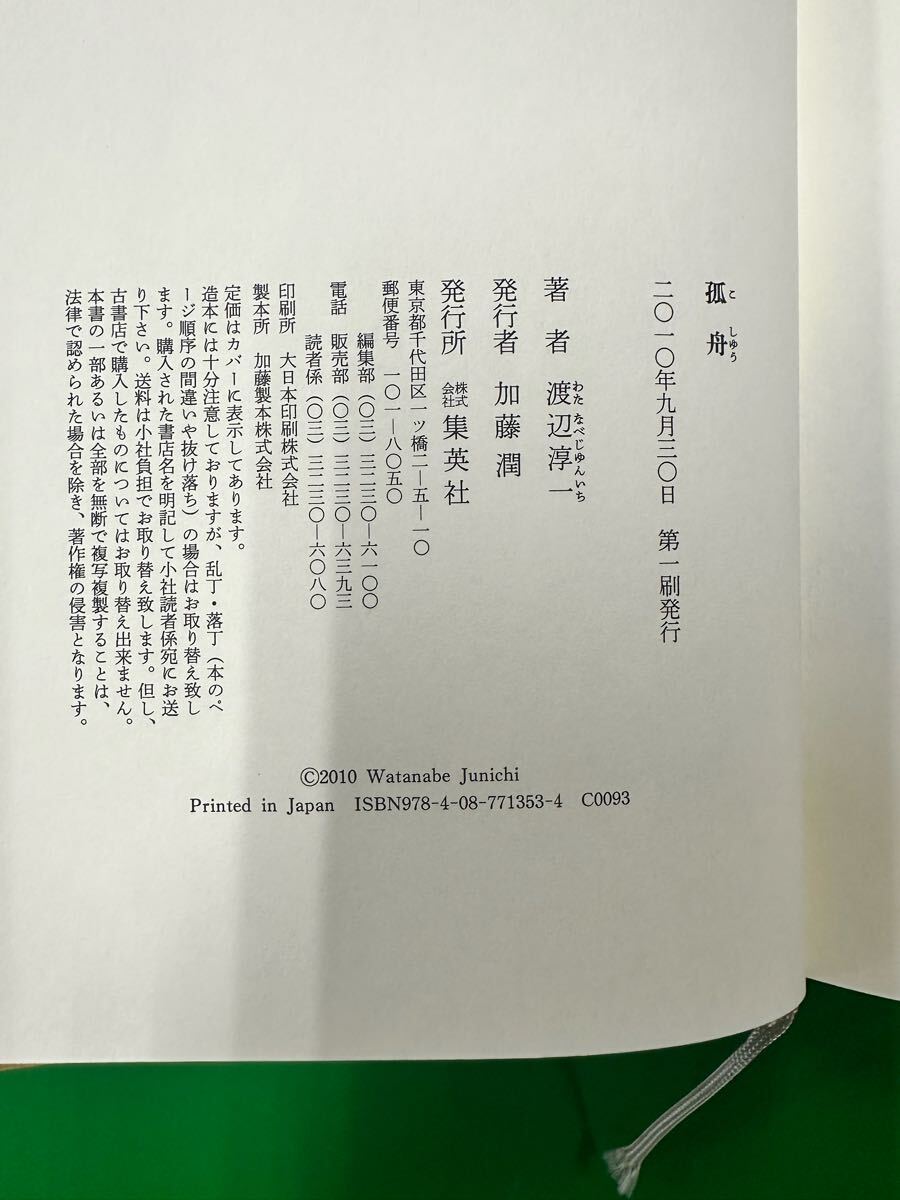 孤舟
こ しゆう
二〇一〇年九月三〇日 第一刷発行
著者 渡辺淳一
わた なべ じゆん いち
発行者 加藤潤
発行所 株式会社 集英社
東京都千代田区一ツ橋二―五―一〇
郵便番号 一〇一―八〇五〇
編集部(〇三)三二三〇―六一〇〇
電話 販売部(〇三)三二三〇―六三九三
読者係(〇三)三二三〇―六〇八〇
印刷所 大日本印刷株式会社
製本所 加藤製本株式会社
定価はカバーに表示してあります。
造本には十分注意しておりますが、乱丁・落丁(本のペ
ージ順序の間違いや抜け落ち)の場合はお取り替え致し
ます。購入された書店名を明記して小社読者係宛にお送
り下さい。送料は小社負担でお取り替え致します。但し、
古書店で購入したものについてはお取り替え出来ません。
本書の一部あるいは全部を無断で複写複製することは、
法律で認められた場合を除き、著作権の侵害となります。
©2010 Watanabe Junichi
Printed in Japan ISBN978-4-08-771353-4 C0093